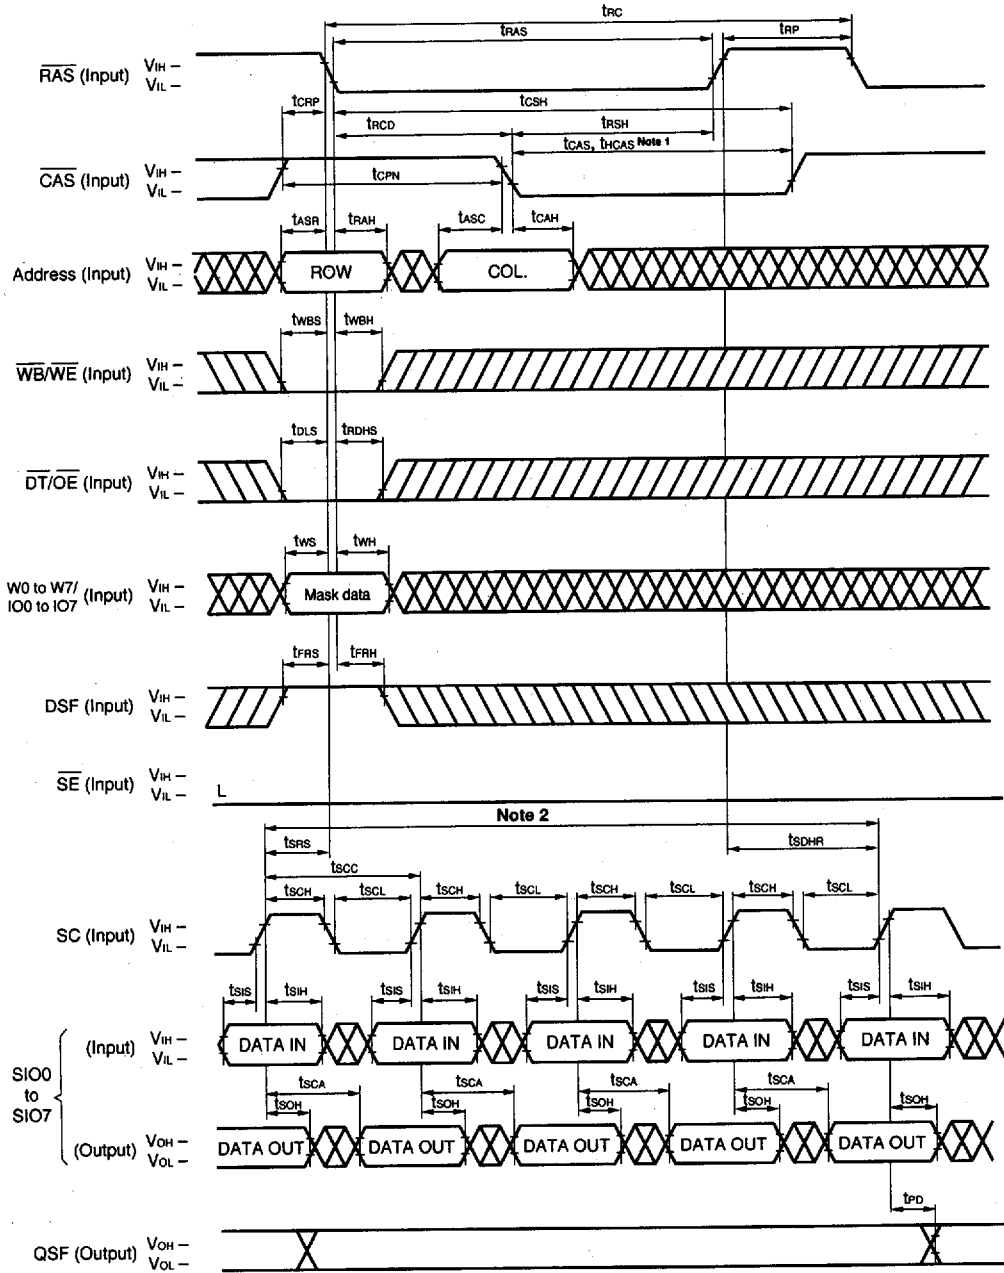 tRC
tRAS tRP
RAS (Input) VIH –
VIL –
tCRP tCSH
tRCD tRSH
tCAS, tHCAS Note 1
CAS (Input) VIH –
VIL –
tCPN
tASR tRAH tASC tCAH
Address (Input) VIH –
VIL –
ROW COL.
tWBS tWBH
WB/WE (Input) VIH –
VIL –
tDLS tRDHS
DT/OE (Input) VIH –
VIL –
tWS tWH
W0 to W7/
IO0 to IO7 (Input) VIH –
VIL –
Mask data
tFRS tFRH
DSF (Input) VIH –
VIL –
SE (Input) VIH –
VIL –
L
Note 2
tSRS tSDHR
tSCC
tSCH tSCL tSCH tSCL tSCH tSCL tSCH tSCL
SC (Input) VIH –
VIL –
tSIS tSIH tSIS tSIH tSIS tSIH tSIS tSIH tSIS tSIH
(Input) VIH –
VIL –
DATA IN DATA IN DATA IN DATA IN DATA IN
SIO0
to
SIO7
tSCA tSCA tSCA tSCA
tSOH tSOH tSOH tSOH tSOH
(Output) VOH –
VOL –
DATA OUT DATA OUT DATA OUT DATA OUT DATA OUT
tPD
QSF (Output) VOH –
VOL –